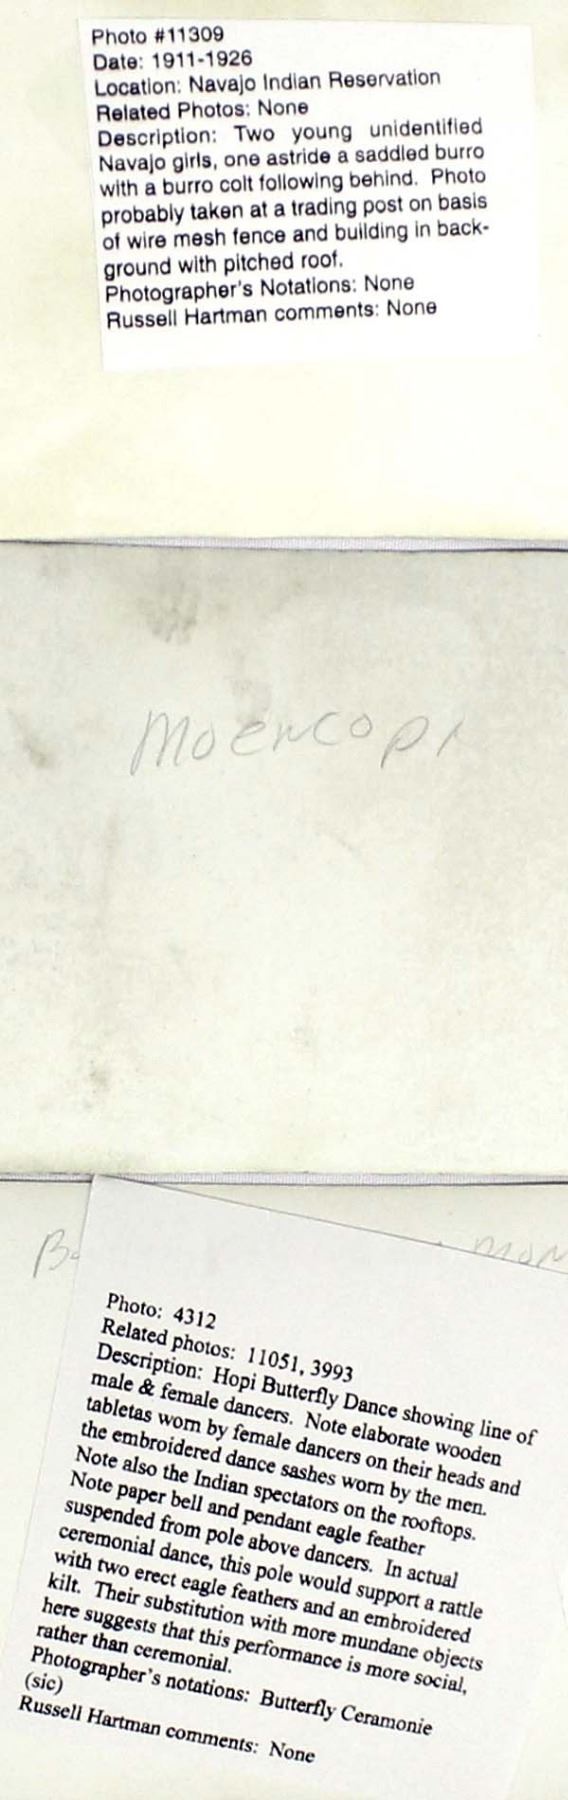 Photo #11309
Date: 1911-1926
Location: Navajo Indian Reservation
Related Photos: None
Description: Two young unidentified
Navajo girls, one astride a saddled burro
with a burro colt following behind. Photo
probably taken at a trading post on basis
of wire mesh fence and building in back-
ground with pitched roof.
Photographer's Notations: None
Russell Hartman comments: None
Moencopi
Photo: 4312
Related photos: 11051, 3993
Description: Hopi Butterfly Dance showing line of
male & female dancers. Note elaborate wooden
tabletas worn by female dancers on their heads and
the embroidered dance sashes worn by the men.
Note also the Indian spectators on the rooftops.
Note paper bell and pendant eagle feather
suspended from pole above dancers. In actual
ceremonial dance, this pole would support a rattle
with two erect eagle feathers and an embroidered
kilt. Their substitution with more mundane objects
here suggests that this performance is more social,
rather than ceremonial.
Photographer's notations: Butterfly Ceramonie
(sic)
Russell Hartman comments: None